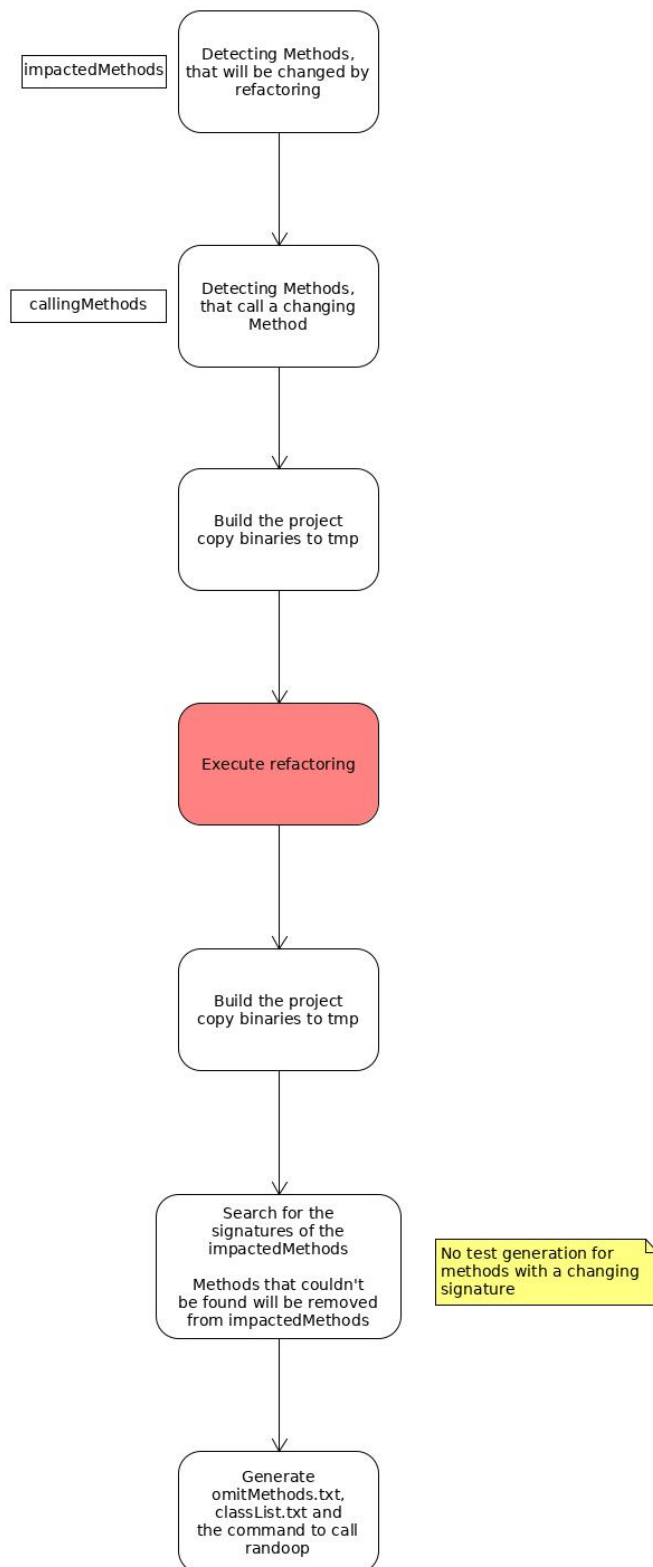 impactedMethods
Detecting Methods,
that will be changed by
refactoring
callingMethods
Detecting Methods,
that call a changing
Method
Build the project
copy binaries to tmp
Execute refactoring
Build the project
copy binaries to tmp
Search for the
signatures of the
impactedMethods
Methods that couldn't
be found will be removed
from impactedMethods
No test generation for
methods with a changing
signature
Generate
omitMethods.txt,
classList.txt and
the command to call
randoop